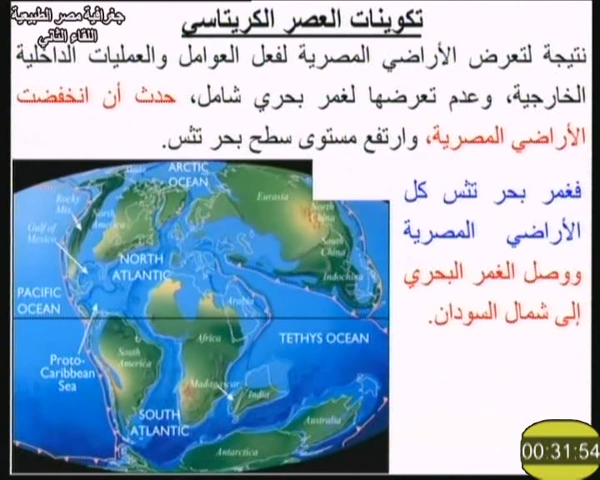 جغرافية مصر الطبيعية
اللقاء الثاني
تكوينات العصر الكريتاسي
نتيجة لتعرض الأراضي المصرية لفعل العوامل والعمليات الداخلية
الخارجية، وعدم تعرضها لغمر بحري شامل، حدث أن انخفضت
الأراضي المصرية، وارتفع مستوى سطح بحر تثس.
فغمر بحر تثس كل
الأراضي المصرية
ووصل الغمر البحري
إلى شمال السودان.
ARCTIC
OCEAN
Rocky
Mts
North
America
Eurasia
North
China
Gulf of
Mexico
South
China
NORTH
ATLANTIC
Indochina
PACIFIC
OCEAN
Arabia
Africa
TETHYS OCEAN
Proto-
Caribbean
Sea
South
America
Madagascar
India
SOUTH
ATLANTIC
Australia
Antarctica
00:31:54